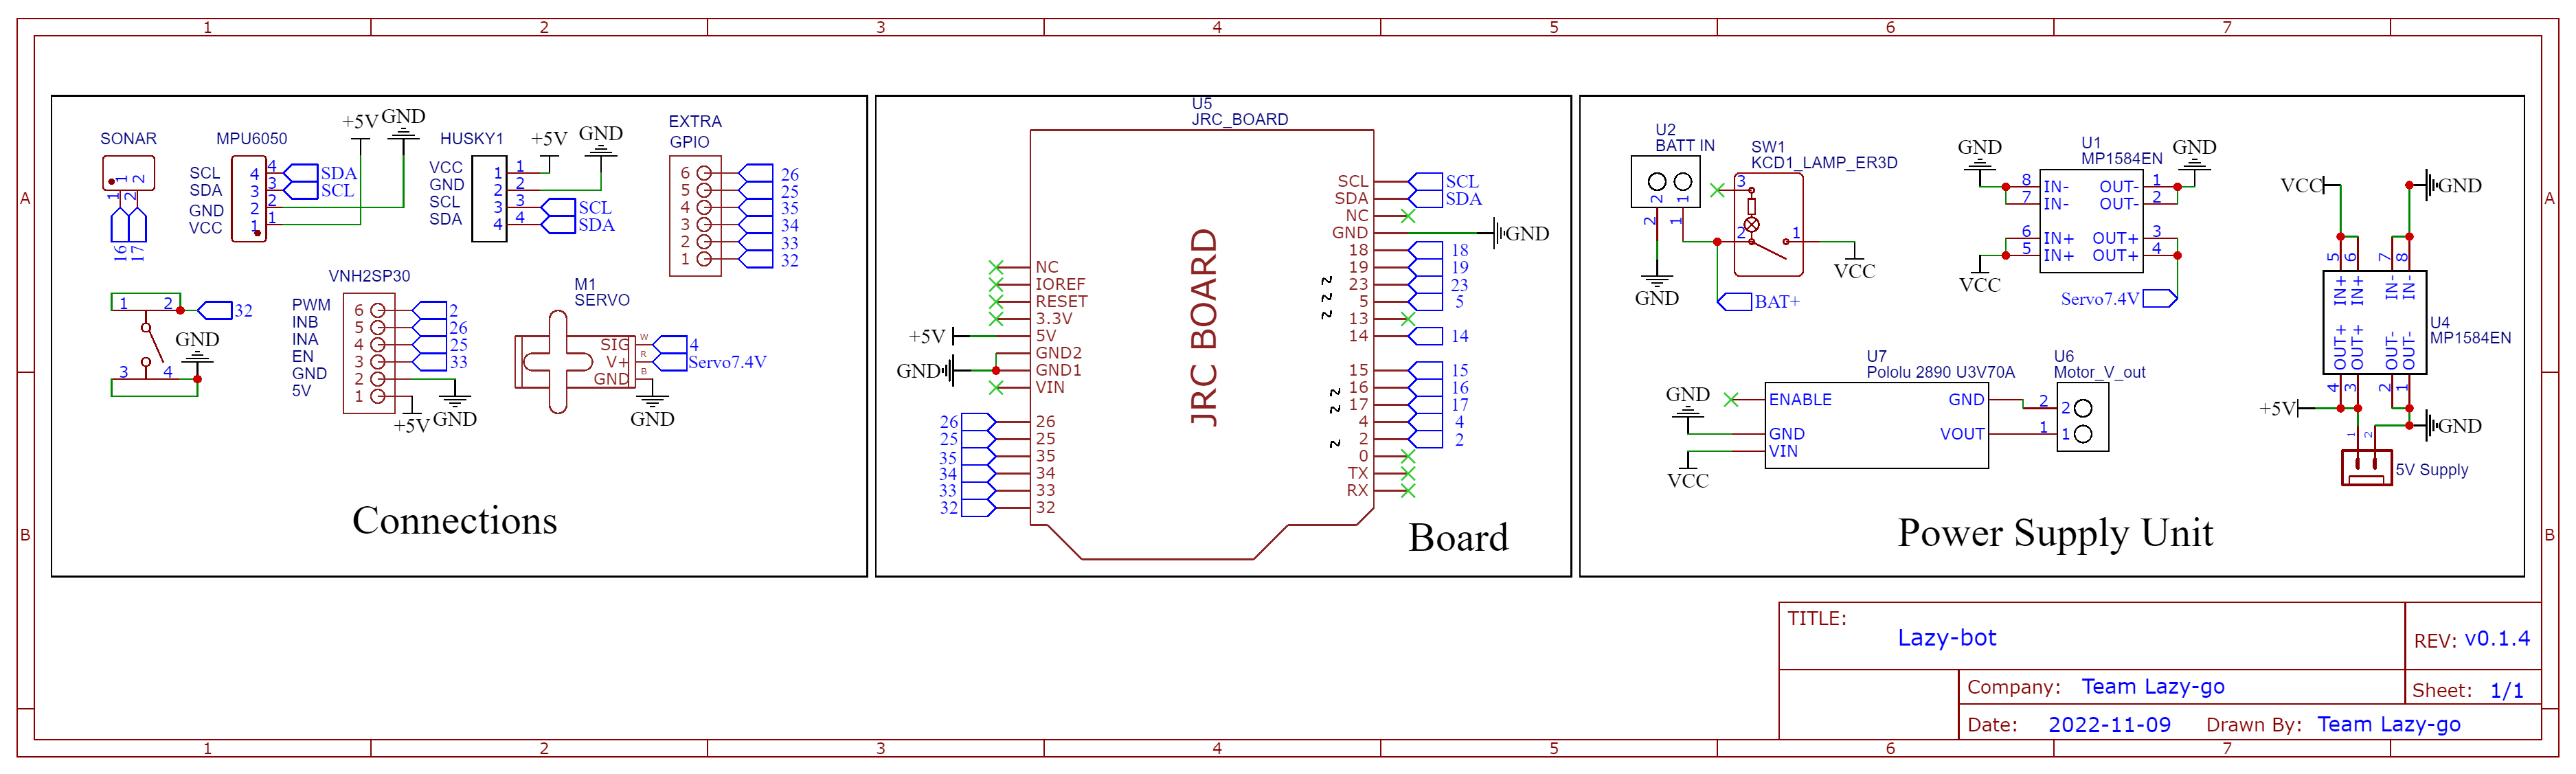 1 2 3 4 5 6 7
A
B
SONAR
1 2
1 2
16 17
MPU6050
SCL 4 4 SDA
SDA 3 3 SCL
GND 2 2
VCC 1 1
+5V GND
HUSKY1
VCC 1 1
GND 2 2
SCL 3 3 SCL
SDA 4 4 SDA
+5V GND
EXTRA
GPIO
6 26
5 25
4 35
3 34
2 33
1 32
1 2 32
GND
3 4
VNH2SP30
PWM 6 2
INB 5 26
INA 4 25
EN 3 33
GND 2
5V 1
+5V GND
M1
SERVO
SIG W 4
V+ R Servo7.4V
GND B
GND
Connections
U5
JRC_BOARD
JRC BOARD
NC
IOREF
RESET
3.3V
+5V 5V
GND2
GND GND1
VIN
26 26
25 25
35 35
34 34
33 33
32 32
SCL SCL
SDA SDA
NC
GND GND
18 18
19 19
23 23
5 5
13
14 14
15 15
16 16
17 17
4 4
2 2
0
TX
RX
~ ~ ~
~ ~
~
Board
U2
BATT IN
2 1
2 1
GND
SW1
KCD1_LAMP_ER3D
3
2 1
VCC
BAT+
U1
MP1584EN
GND GND
8 IN- OUT- 1
7 IN- OUT- 2
6 IN+ OUT+ 3
5 IN+ OUT+ 4
VCC
Servo7.4V
U7
Pololu 2890 U3V70A
GND
ENABLE GND
GND VOUT
VIN
VCC
U6
Motor_V_out
2 2
1 1
VCC GND
5 6 7 8
IN+ IN+ IN- IN-
U4
MP1584EN
OUT+ OUT+ OUT- OUT-
4 3 2 1
+5V GND
1 2
5V Supply
Power Supply Unit
A
B
TITLE:
Lazy-bot
REV: v0.1.4
Company: Team Lazy-go
Sheet: 1/1
Date: 2022-11-09 Drawn By: Team Lazy-go
1 2 3 4 5 6 7